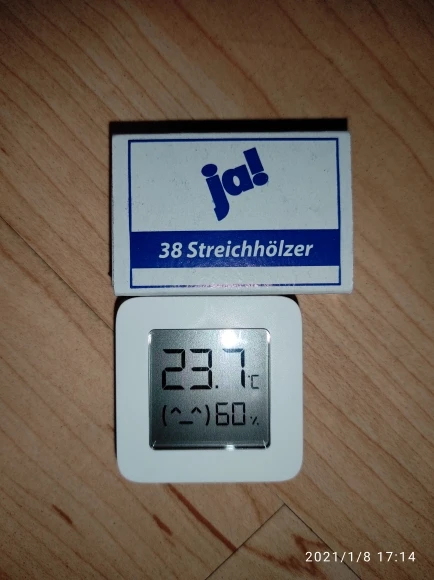 ja!
38 Streichhölzer
23.7 °C
(^_^) 60 %
2021/1/8 17:14